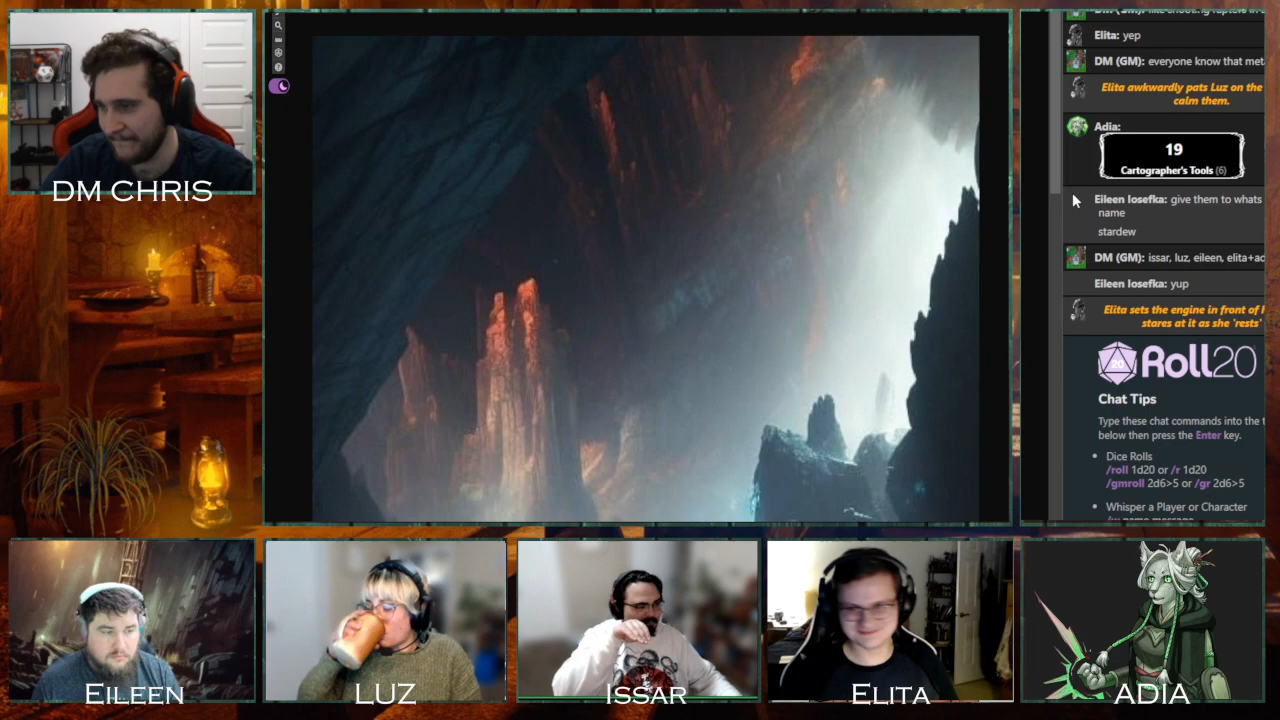 DM CHRIS
Elita: yep
DM (GM): everyone know that met
Elita awkwardly pats Luz on the
calm them.
Adia:
19
Cartographer's Tools (6)
Eileen Iosefka: give them to whats
name
stardew
DM (GM): issar, luz, eileen, elita+ad
Eileen Iosefka: yup
Elita sets the engine in front of
stares at it as she 'rests'
20
Roll20
Chat Tips
Type these chat commands into the
below then press the Enter key.
• Dice Rolls
/roll 1d20 or /r 1d20
/gmroll 2d6>5 or /gr 2d6>5
• Whisper a Player or Character
EILEEN
LUZ
ISSAR
ELITA
ADIA